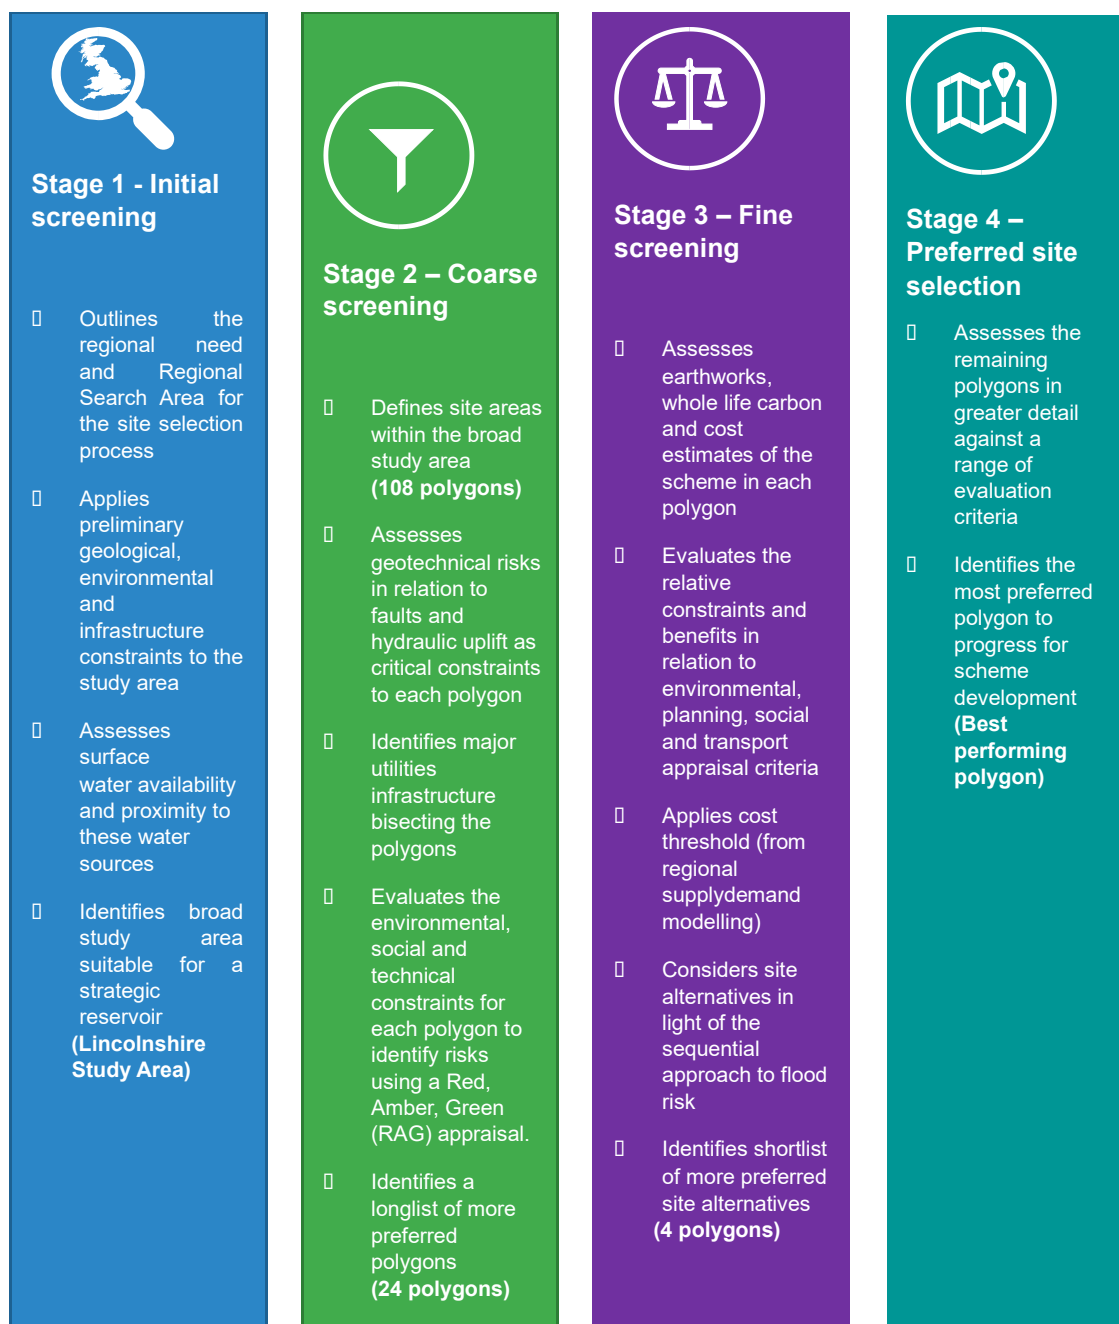 Stage 1 - Initial
screening
Outlines the
regional need
and Regional
Search Area for
the site selection
process
Applies
preliminary
geological,
environmental
and
infrastructure
constraints to the
study area
Assesses
surface
water availability
and proximity to
these water
sources
Identifies broad
study area
suitable for a
strategic
reservoir
(Lincolnshire
Study Area)
Stage 2 – Coarse
screening
Defines site areas
within the broad
study area
(108 polygons)
Assesses
geotechnical risks
in relation to
faults and
hydraulic uplift as
critical constraints
to each polygon
Identifies major
utilities
infrastructure
bisecting the
polygons
Evaluates the
environmental,
social and
technical
constraints for
each polygon to
identify risks
using a Red,
Amber, Green
(RAG) appraisal.
Identifies a
longlist of more
preferred
polygons
(24 polygons)
Stage 3 – Fine
screening
Assesses
earthworks,
whole life carbon
and cost
estimates of the
scheme in each
polygon
Evaluates the
relative
constraints and
benefits in
relation to
environmental,
planning, social
and transport
appraisal criteria
Applies cost
threshold (from
regional
supplydemand
modelling)
Considers site
alternatives in
light of the
sequential
approach to flood
risk
Identifies shortlist
of more preferred
site alternatives
(4 polygons)
Stage 4 –
Preferred site
selection
Assesses the
remaining
polygons in
greater detail
against a
range of
evaluation
criteria
Identifies the
most preferred
polygon to
progress for
scheme
development
(Best
performing
polygon)